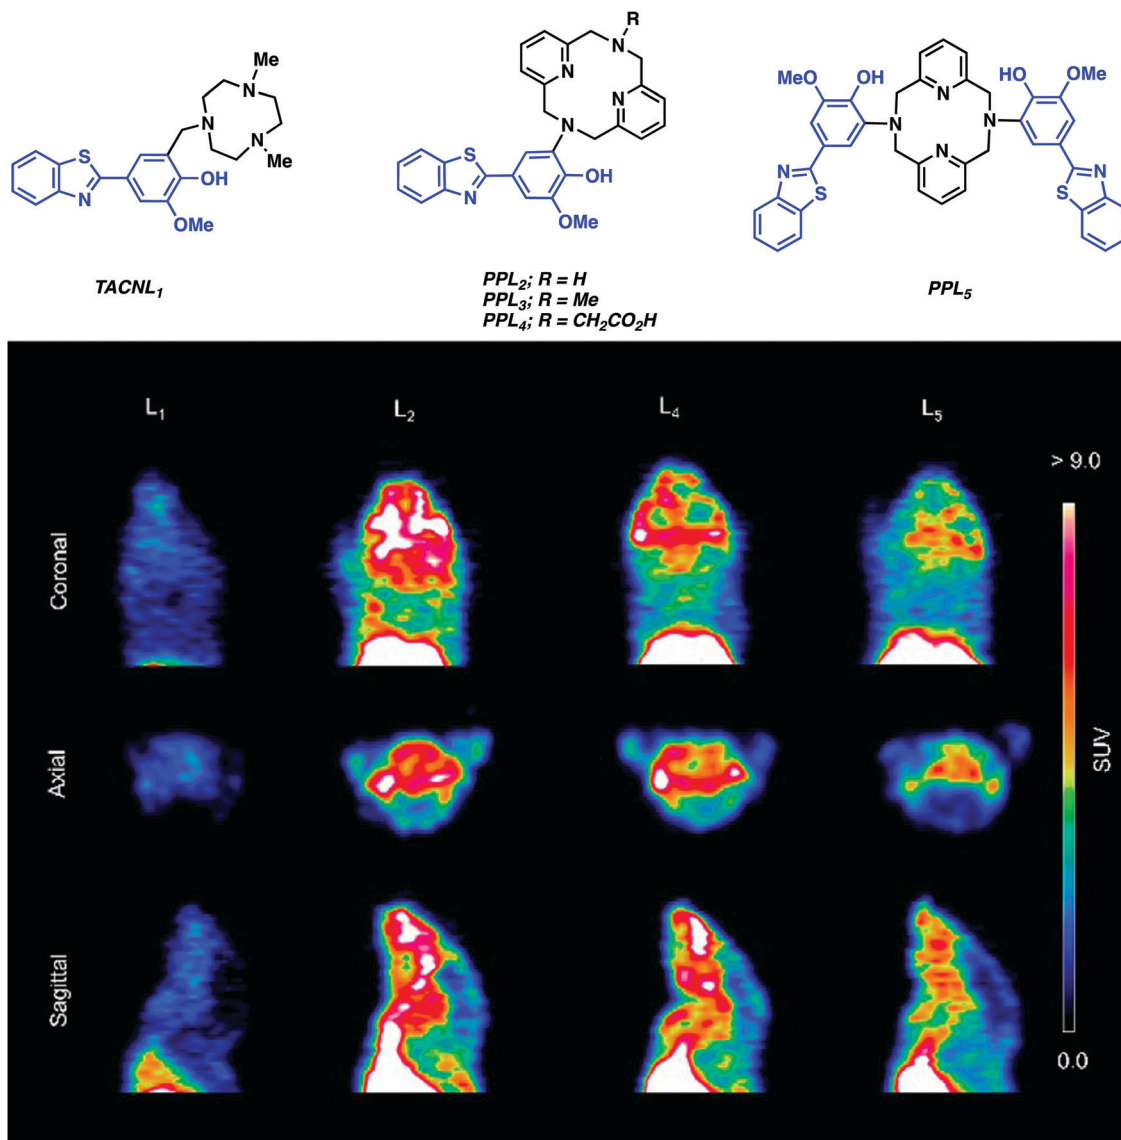 Me
N
N
N
Me
S
N
OH
OMe
TACNL₁
R
N
N
N
N
S
N
OH
OMe
PPL₂; R = H
PPL₃; R = Me
PPL₄; R = CH₂CO₂H
MeO
OH
HO
OMe
N
N
N
N
N
S
N
S
PPL₅
L₁
L₂
L₄
L₅
> 9.0
Coronal
Axial
SUV
Sagittal
0.0